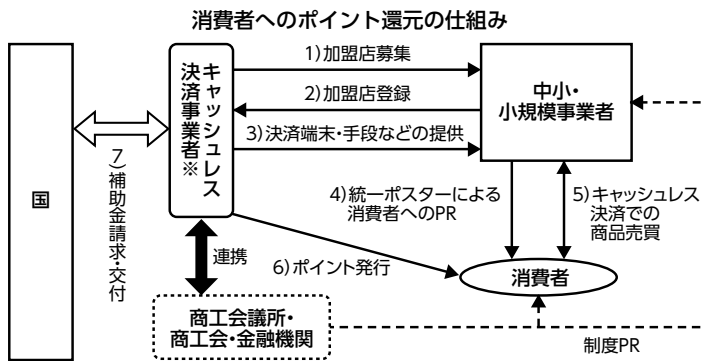 消費者へのポイント還元の仕組み
国
7)補助金請求・交付
キャッシュレス
決済事業者※
1)加盟店募集
2)加盟店登録
3)決済端末・手段などの提供
中小・
小規模事業者
4)統一ポスターによる
消費者へのPR
5)キャッシュレス
決済での
商品売買
6)ポイント発行
消費者
連携
商工会議所・
商工会・金融機関
制度PR